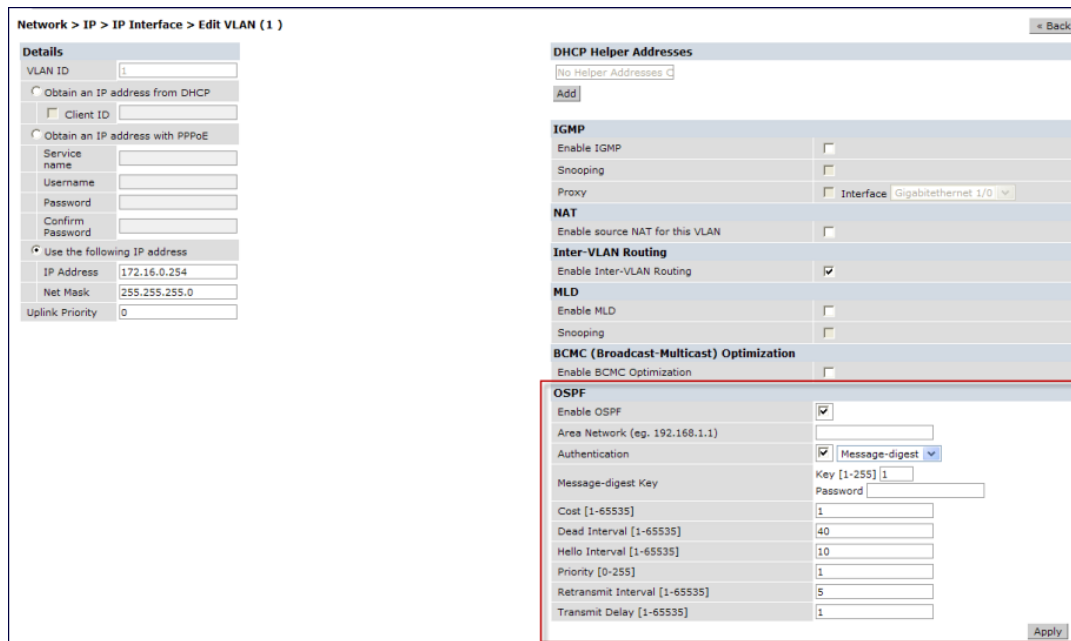 Network > IP > IP Interface > Edit VLAN (1 )
« Back
Details
VLAN ID 1
Obtain an IP address from DHCP
Client ID
Obtain an IP address with PPPoE
Service name
Username
Password
Confirm Password
Use the following IP address
IP Address 172.16.0.254
Net Mask 255.255.255.0
Uplink Priority 0
DHCP Helper Addresses
No Helper Addresses C
Add
IGMP
Enable IGMP
Snooping
Proxy Interface Gigabitethernet 1/0
NAT
Enable source NAT for this VLAN
Inter-VLAN Routing
Enable Inter-VLAN Routing
MLD
Enable MLD
Snooping
BCMC (Broadcast-Multicast) Optimization
Enable BCMC Optimization
OSPF
Enable OSPF
Area Network (eg. 192.168.1.1)
Authentication Message-digest
Message-digest Key Key [1-255] 1
Password
Cost [1-65535] 1
Dead Interval [1-65535] 40
Hello Interval [1-65535] 10
Priority [0-255] 1
Retransmit Interval [1-65535] 5
Transmit Delay [1-65535] 1
Apply